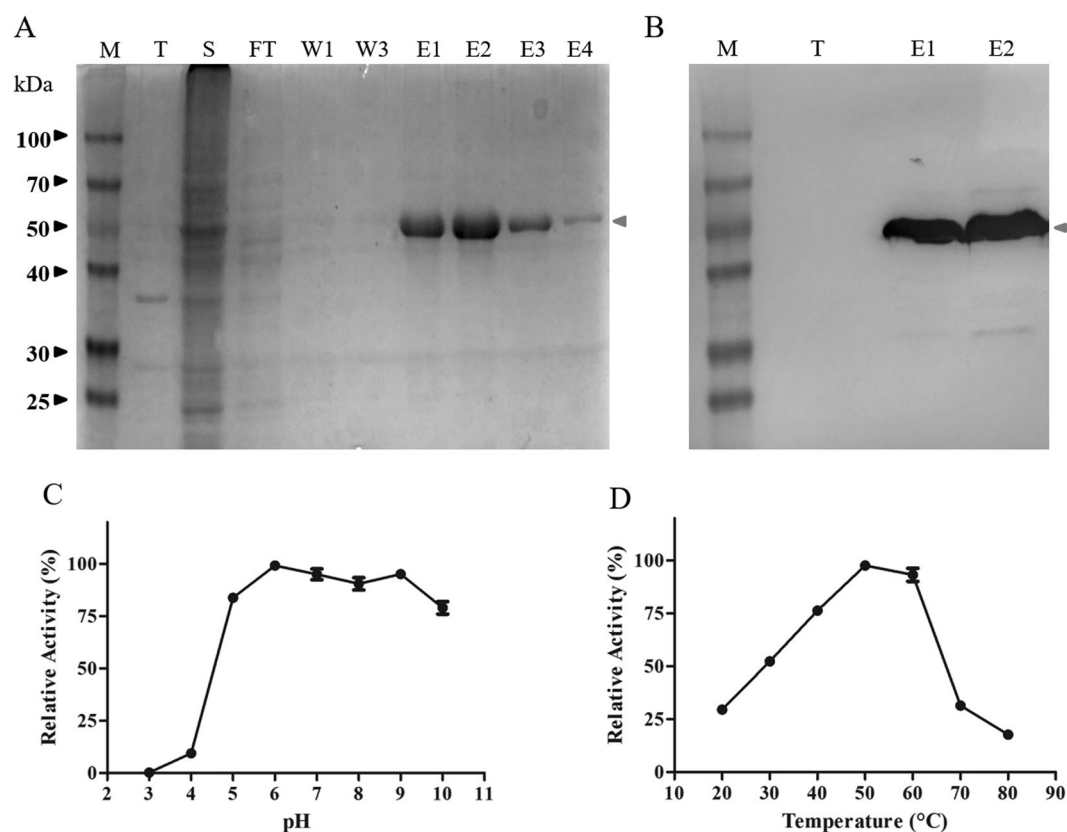 A
M T S FT W1 W3 E1 E2 E3 E4
kDa
100
70
50
40
30
25
B
M T E1 E2
C
Relative Activity (%)
100
75
50
25
0
2 3 4 5 6 7 8 9 10 11
pH
D
Relative Activity (%)
100
75
50
25
0
10 20 30 40 50 60 70 80 90
Temperature (°C)